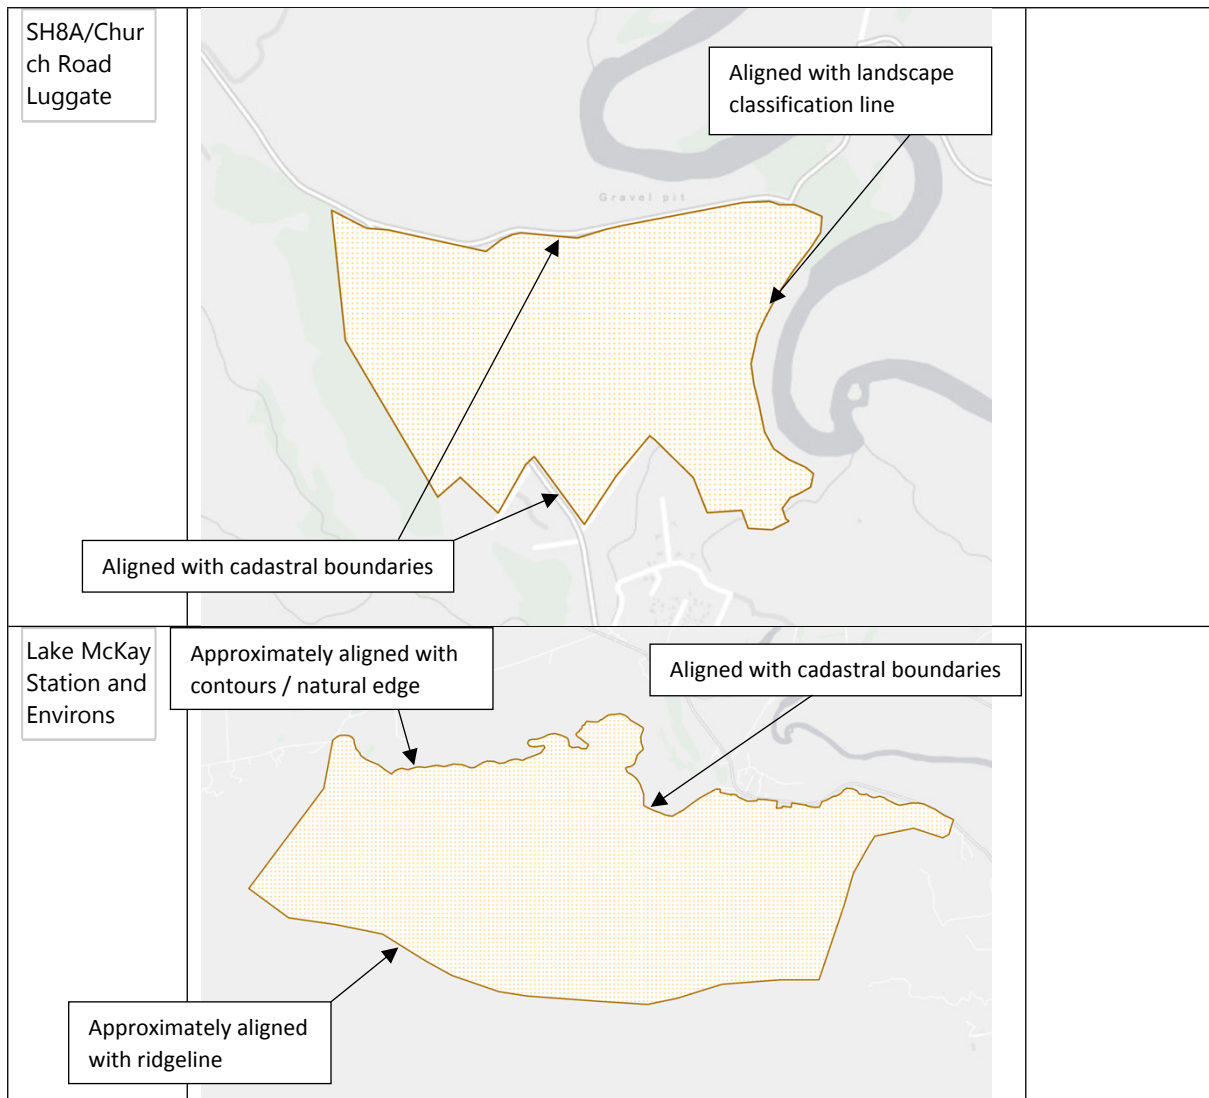 SH8A/Chur
ch Road
Luggate
Aligned with landscape
classification line
Gravel pit
Aligned with cadastral boundaries
Lake McKay
Station and
Environs
Approximately aligned with
contours / natural edge
Aligned with cadastral boundaries
Approximately aligned
with ridgeline